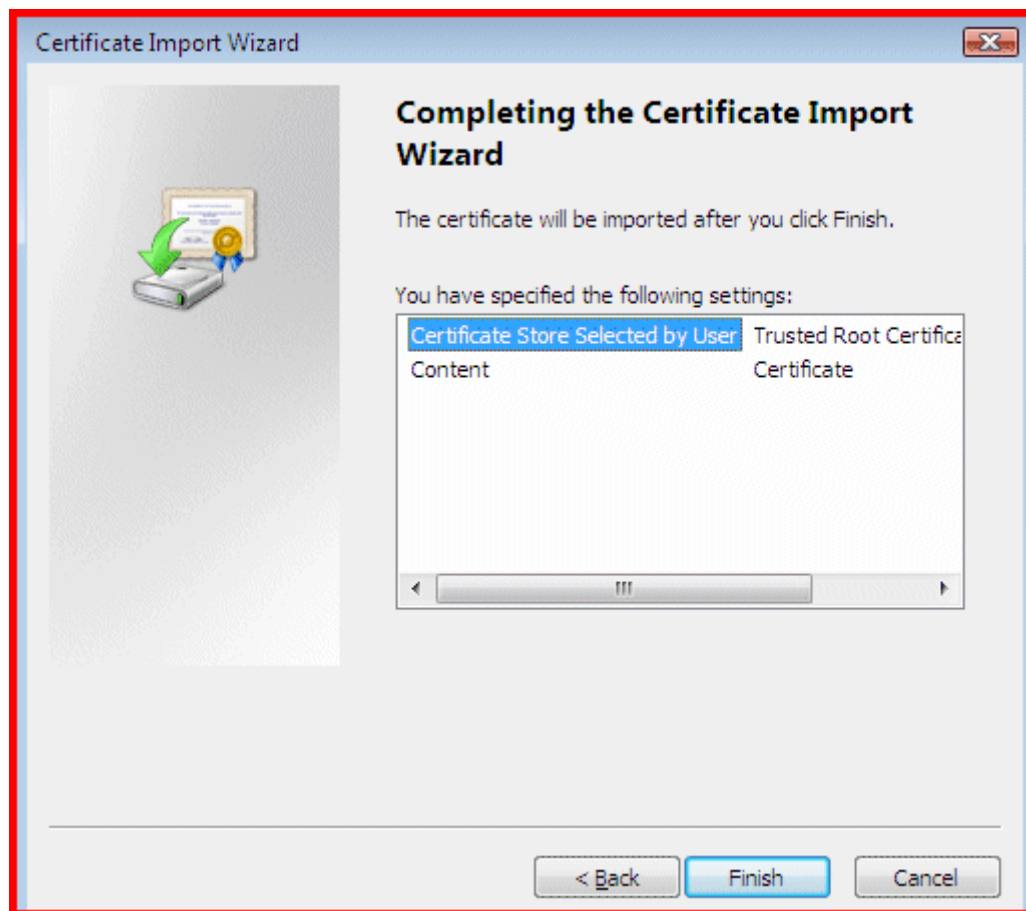 Certificate Import Wizard
Completing the Certificate Import
Wizard
The certificate will be imported after you click Finish.
You have specified the following settings:
Certificate Store Selected by User Trusted Root Certifica
Content Certificate
< Back Finish Cancel